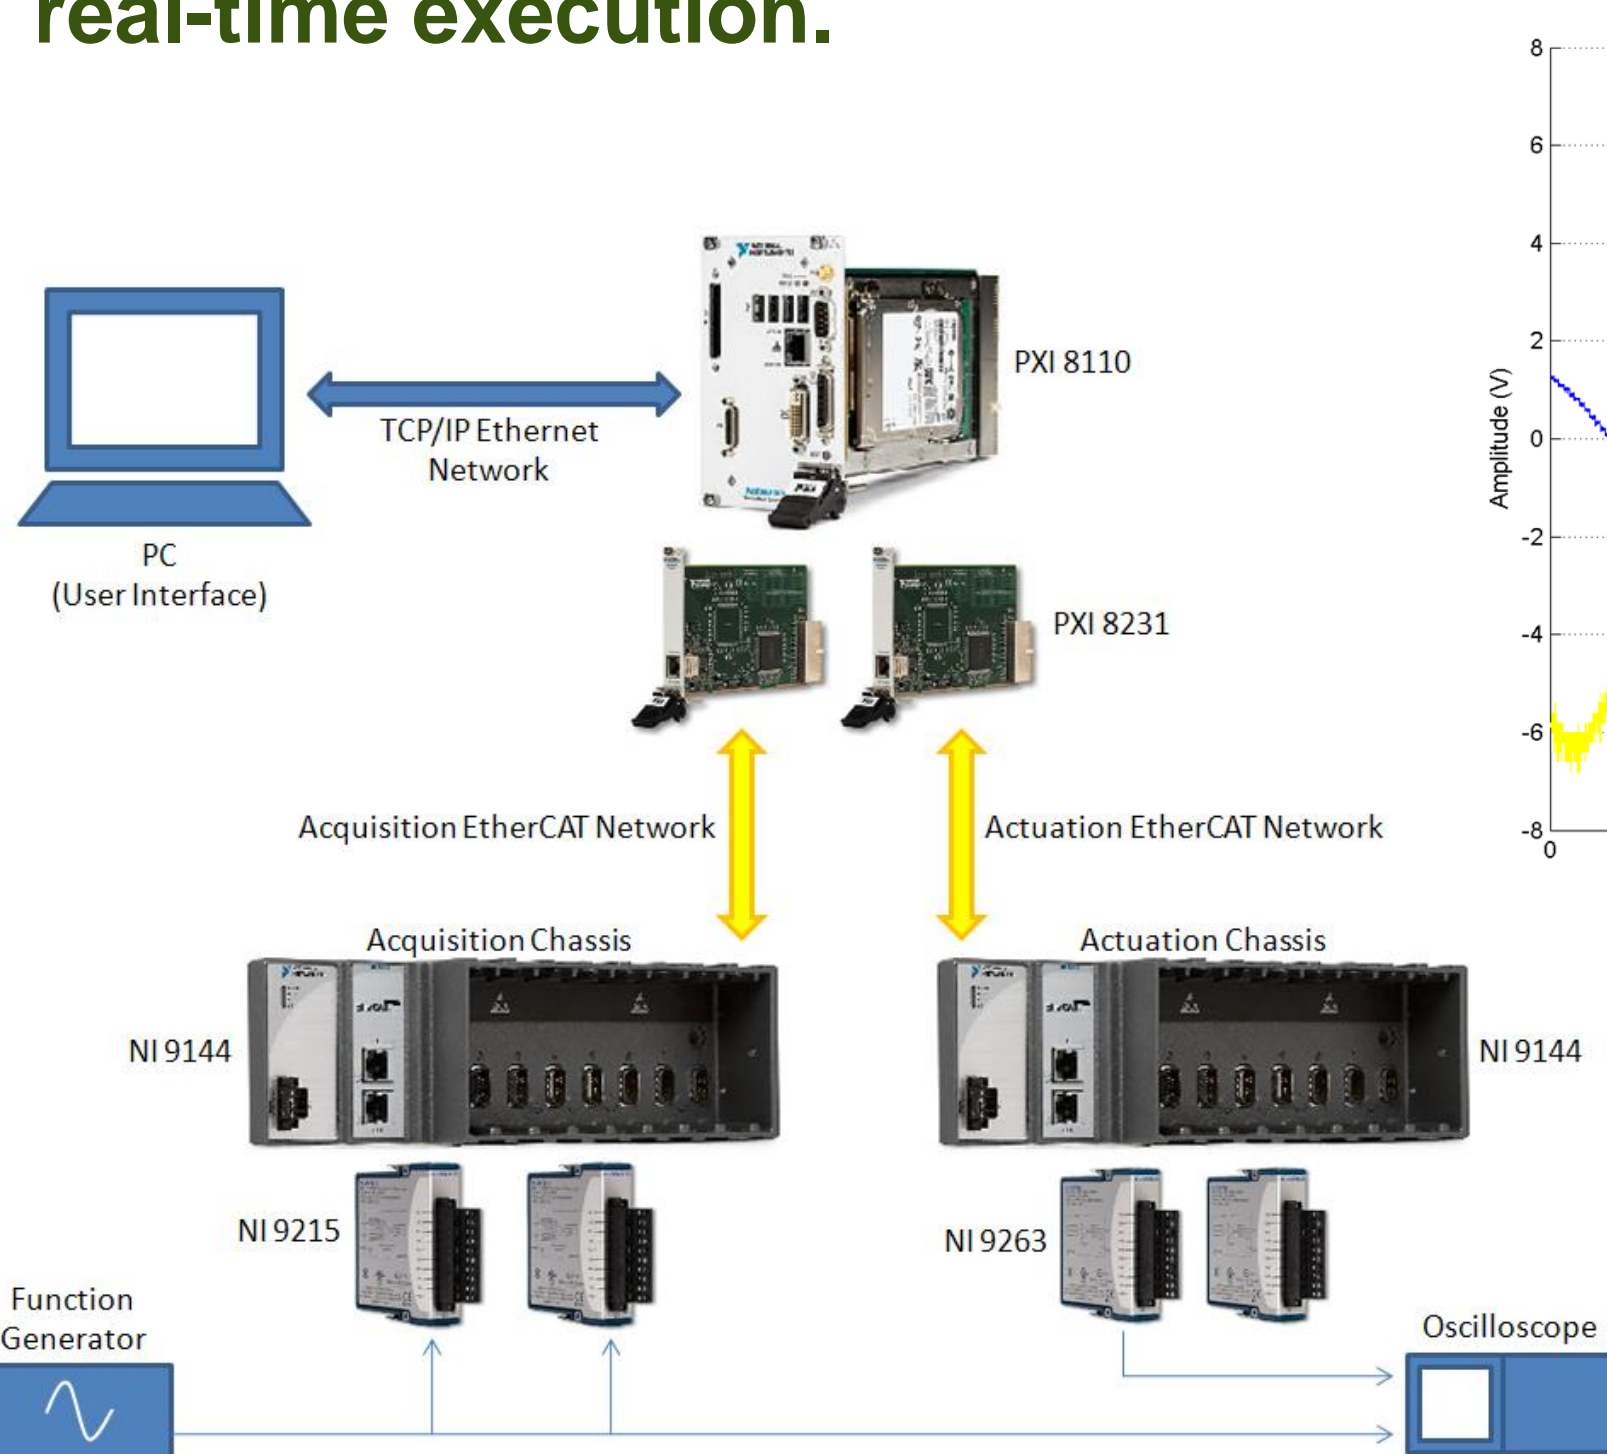 real-time execution.
PXI 8110
TCP/IP Ethernet
Network
PC
(User Interface)
PXI 8231
Acquisition EtherCAT Network
Actuation EtherCAT Network
Acquisition Chassis
Actuation Chassis
NI 9144
NI 9144
NI 9215
NI 9263
Function
Generator
Oscilloscope
8
6
4
2
0
-2
-4
-6
-8
0
Amplitude (V)